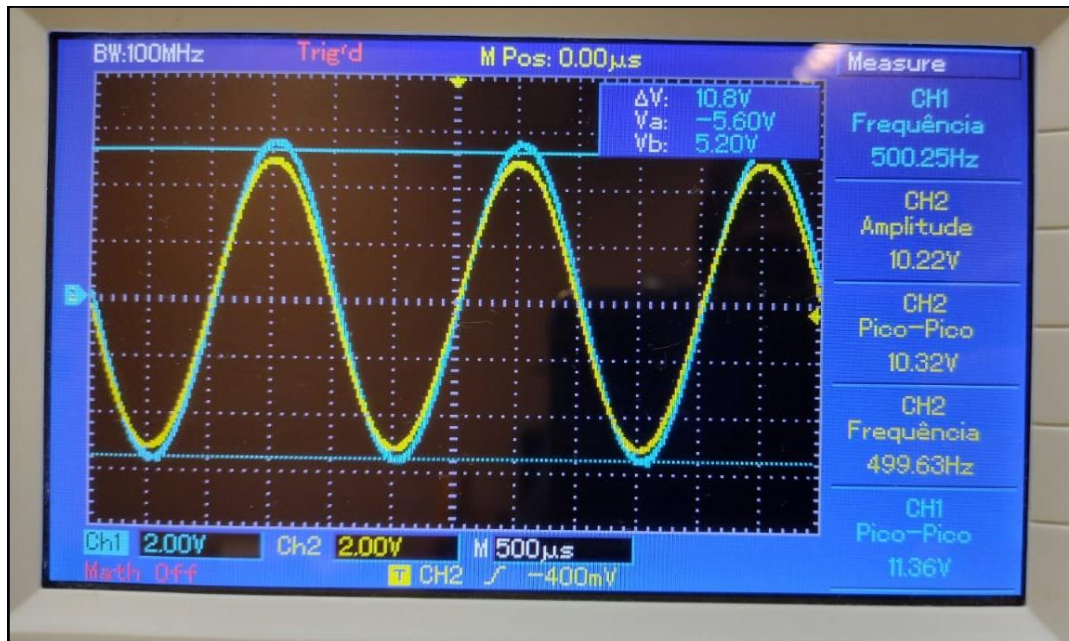 BW:100MHz Trig'd M Pos: 0.00μs Measure
ΔV: 10.8V
Va: -5.60V
Vb: 5.20V
CH1
Frequência
500.25Hz
CH2
Amplitude
10.22V
CH2
Pico-Pico
10.32V
CH2
Frequência
499.63Hz
CH1
Pico-Pico
11.36V
Ch1 2.00V Ch2 2.00V M 500μs
Math Off T CH2 -400mV